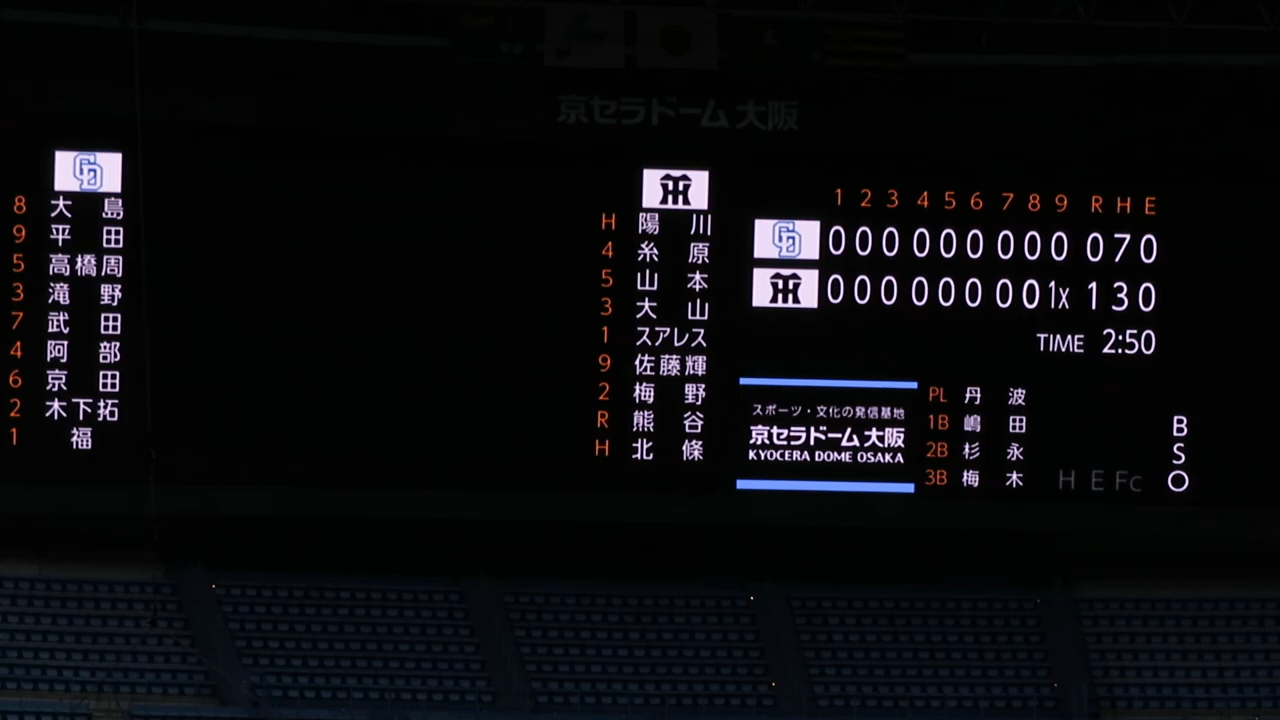 京セラドーム 大阪
8 大島
9 平田
5 高橋周
3 滝野
7 武田
4 阿部
6 京田
2 木下拓
1 福
H 陽川
4 糸原
5 山本
3 大山
1 スアレス
9 佐藤輝
2 梅野
R 熊谷
H 北條
1 2 3 4 5 6 7 8 9 R H E
CD 0 0 0 0 0 0 0 0 0 0 7 0
TH 0 0 0 0 0 0 0 0 1x 1 3 0
TIME 2:50
スポーツ・文化の発信基地
京セラドーム 大阪
KYOCERA DOME OSAKA
PL 丹波
1B 嶋田
2B 杉永
3B 梅木
H E Fc
B
S
O